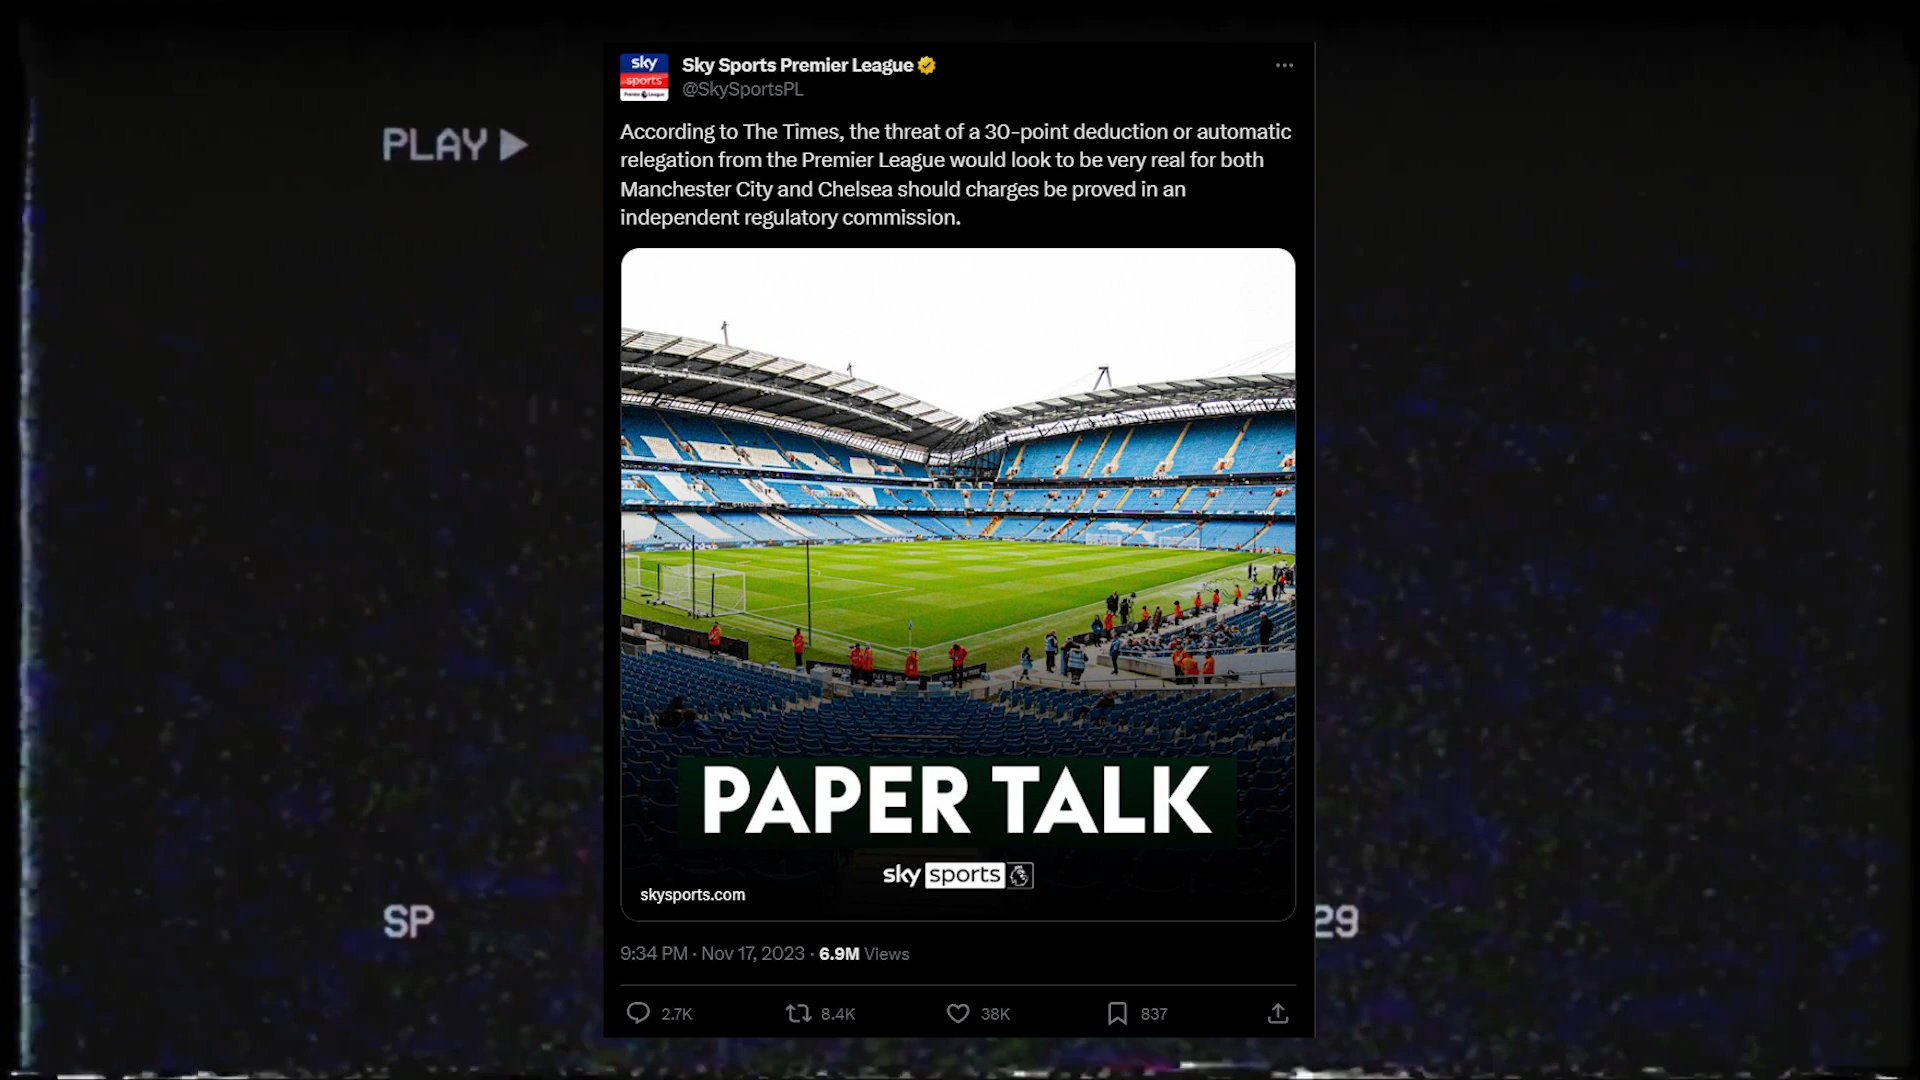 PLAY
sky
sports
Premier League
Sky Sports Premier League
@SkySportsPL
According to The Times, the threat of a 30-point deduction or automatic
relegation from the Premier League would look to be very real for both
Manchester City and Chelsea should charges be proved in an
independent regulatory commission.
PAPER TALK
sky sports
skysports.com
SP
29
9:34 PM · Nov 17, 2023 · 6.9M Views
2.7K
8.4K
38K
837